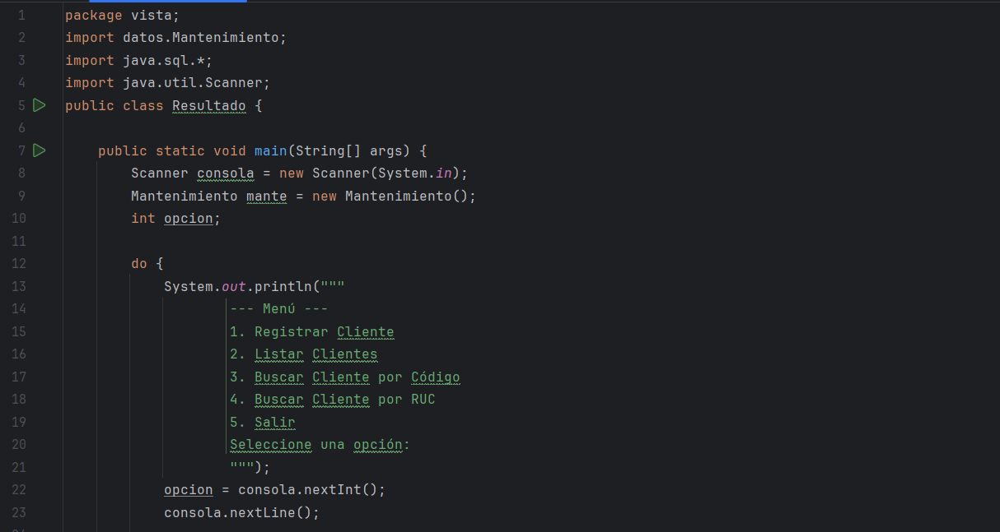 1 package vista;
2 import datos.Mantenimiento;
3 import java.sql.*;
4 import java.util.Scanner;
5 public class Resultado {
6
7 public static void main(String[] args) {
8 Scanner consola = new Scanner(System.in);
9 Mantenimiento mante = new Mantenimiento();
10 int opcion;
11
12 do {
13 System.out.println("""
14 --- Menú ---
15 1. Registrar Cliente
16 2. Listar Clientes
17 3. Buscar Cliente por Código
18 4. Buscar Cliente por RUC
19 5. Salir
20 Seleccione una opción:
21 """);
22 opcion = consola.nextInt();
23 consola.nextLine();